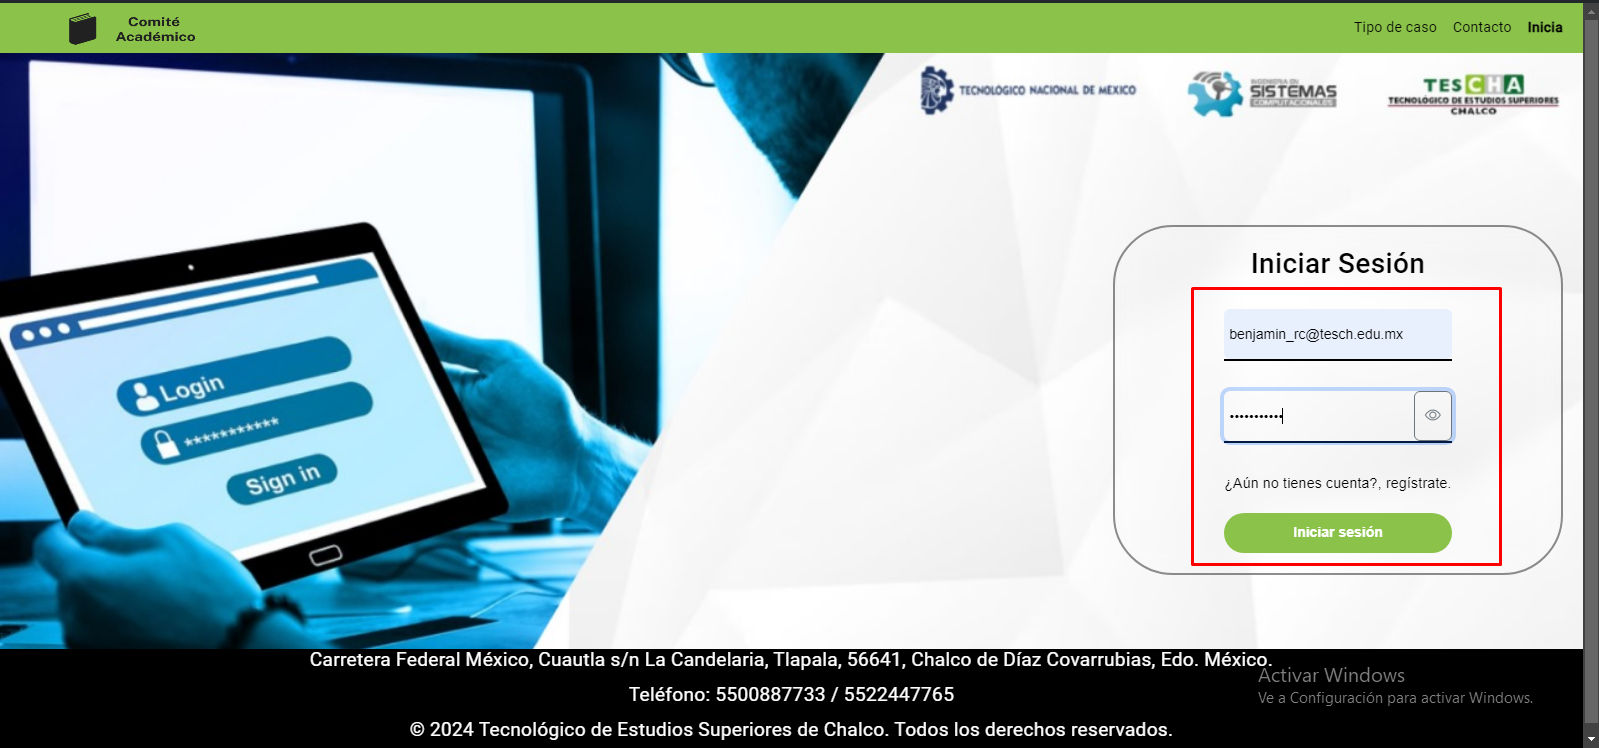 Comité
Académico
Tipo de caso
Contacto
Inicia
TECNOLÓGICO NACIONAL DE MÉXICO
INGENIERÍA EN
SISTEMAS
COMPUTACIONALES
TESCHA
TECNOLÓGICO DE ESTUDIOS SUPERIORES
CHALCO
Login
***********
Sign in
Iniciar Sesión
benjamin_rc@tesch.edu.mx
•••••••••••
¿Aún no tienes cuenta?, regístrate.
Iniciar sesión
Carretera Federal México, Cuautla s/n La Candelaria, Tlapala, 56641, Chalco de Díaz Covarrubias, Edo. México.
Teléfono: 5500887733 / 5522447765
© 2024 Tecnológico de Estudios Superiores de Chalco. Todos los derechos reservados.
Activar Windows
Ve a Configuración para activar Windows.